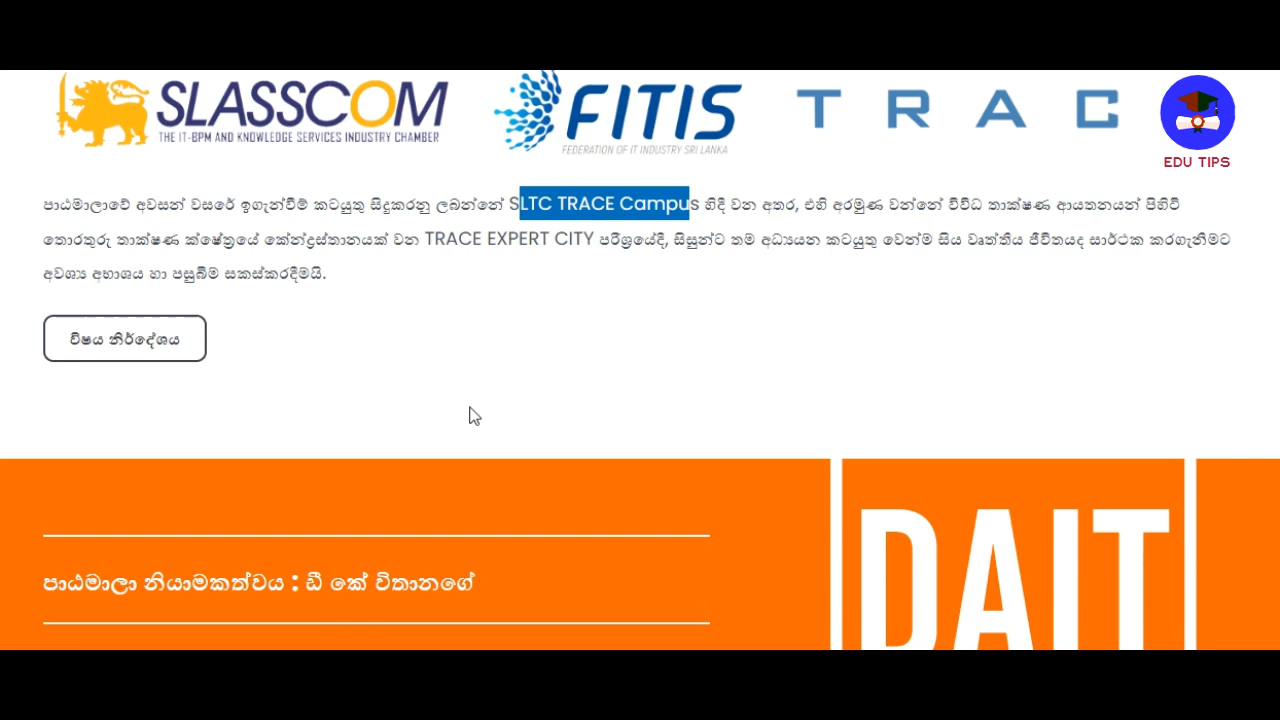 SLASSCOM
THE IT-BPM AND KNOWLEDGE SERVICES INDUSTRY CHAMBER
FITIS
FEDERATION OF IT INDUSTRY SRI LANKA
T R A C
EDU TIPS
පාඨමාලාවේ අවසන් වසරේ ඉගැන්වීම් කටයුතු සිදුකරනු ලබන්නේ SLTC TRACE Campus හිදී වන අතර, එහි අරමුණ වන්නේ විවිධ තාක්ෂණ ආයතනයන් පිහිටි
තොරතුරු තාක්ෂණ ක්ෂේත්‍රයේ කේන්ද්‍රස්තානයක් වන TRACE EXPERT CITY පරිශ්‍රයේදී, සිසුන්ට තම අධ්‍යයන කටයුතු වෙන්ම සිය වෘත්තීය ජීවිතයද සාර්ථක කරගැනීමට
අවශ්‍ය අභාශය හා පසුබිම සකස්කරදීමයි.
විෂය නිර්දේශය
පාඨමාලා නියාමකත්වය : ඩී කේ විතානගේ
DAIT